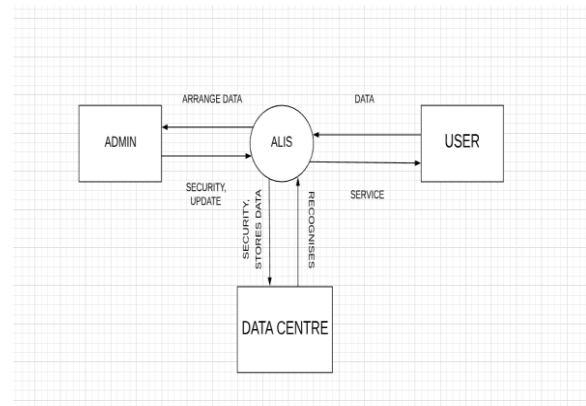 ARRANGE DATA
DATA
ADMIN
ALIS
USER
SECURITY,
UPDATE
SERVICE
SECURITY,
STORES DATA
RECOGNISES
DATA CENTRE